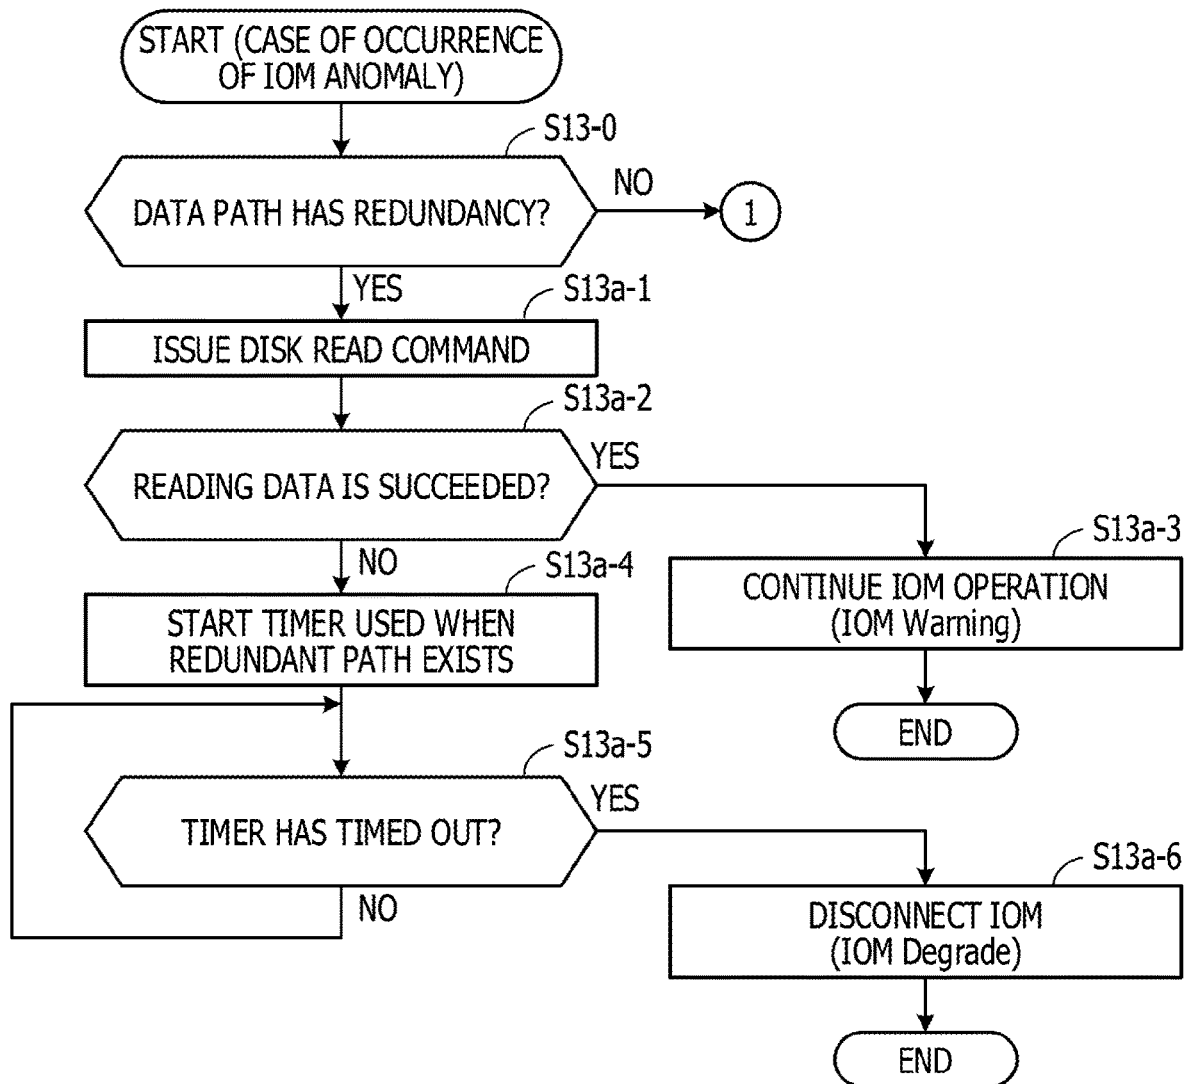 START (CASE OF OCCURRENCE
OF IOM ANOMALY)
S13-0
DATA PATH HAS REDUNDANCY?
NO
1
YES
S13a-1
ISSUE DISK READ COMMAND
S13a-2
READING DATA IS SUCCEEDED?
YES
NO
S13a-3
CONTINUE IOM OPERATION
(IOM Warning)
END
S13a-4
START TIMER USED WHEN
REDUNDANT PATH EXISTS
S13a-5
TIMER HAS TIMED OUT?
YES
NO
S13a-6
DISCONNECT IOM
(IOM Degrade)
END